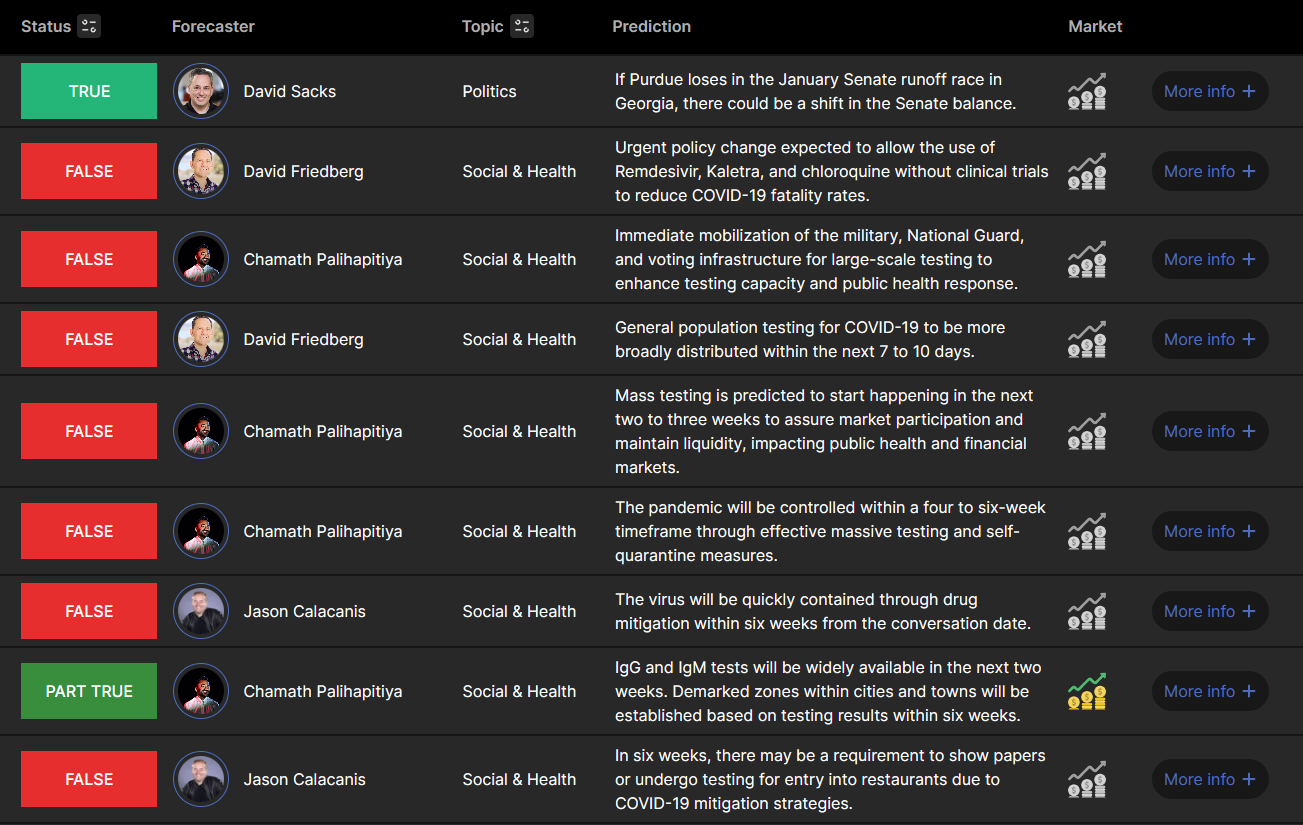 Status
Forecaster
Topic
Prediction
Market
TRUE
David Sacks
Politics
If Purdue loses in the January Senate runoff race in
Georgia, there could be a shift in the Senate balance.
More info +
FALSE
David Friedberg
Social & Health
Urgent policy change expected to allow the use of
Remdesivir, Kaletra, and chloroquine without clinical trials
to reduce COVID-19 fatality rates.
More info +
FALSE
Chamath Palihapitiya
Social & Health
Immediate mobilization of the military, National Guard,
and voting infrastructure for large-scale testing to
enhance testing capacity and public health response.
More info +
FALSE
David Friedberg
Social & Health
General population testing for COVID-19 to be more
broadly distributed within the next 7 to 10 days.
More info +
FALSE
Chamath Palihapitiya
Social & Health
Mass testing is predicted to start happening in the next
two to three weeks to assure market participation and
maintain liquidity, impacting public health and financial
markets.
More info +
FALSE
Chamath Palihapitiya
Social & Health
The pandemic will be controlled within a four to six-week
timeframe through effective massive testing and self-
quarantine measures.
More info +
FALSE
Jason Calacanis
Social & Health
The virus will be quickly contained through drug
mitigation within six weeks from the conversation date.
More info +
PART TRUE
Chamath Palihapitiya
Social & Health
IgG and IgM tests will be widely available in the next two
weeks. Demarked zones within cities and towns will be
established based on testing results within six weeks.
More info +
FALSE
Jason Calacanis
Social & Health
In six weeks, there may be a requirement to show papers
or undergo testing for entry into restaurants due to
COVID-19 mitigation strategies.
More info +